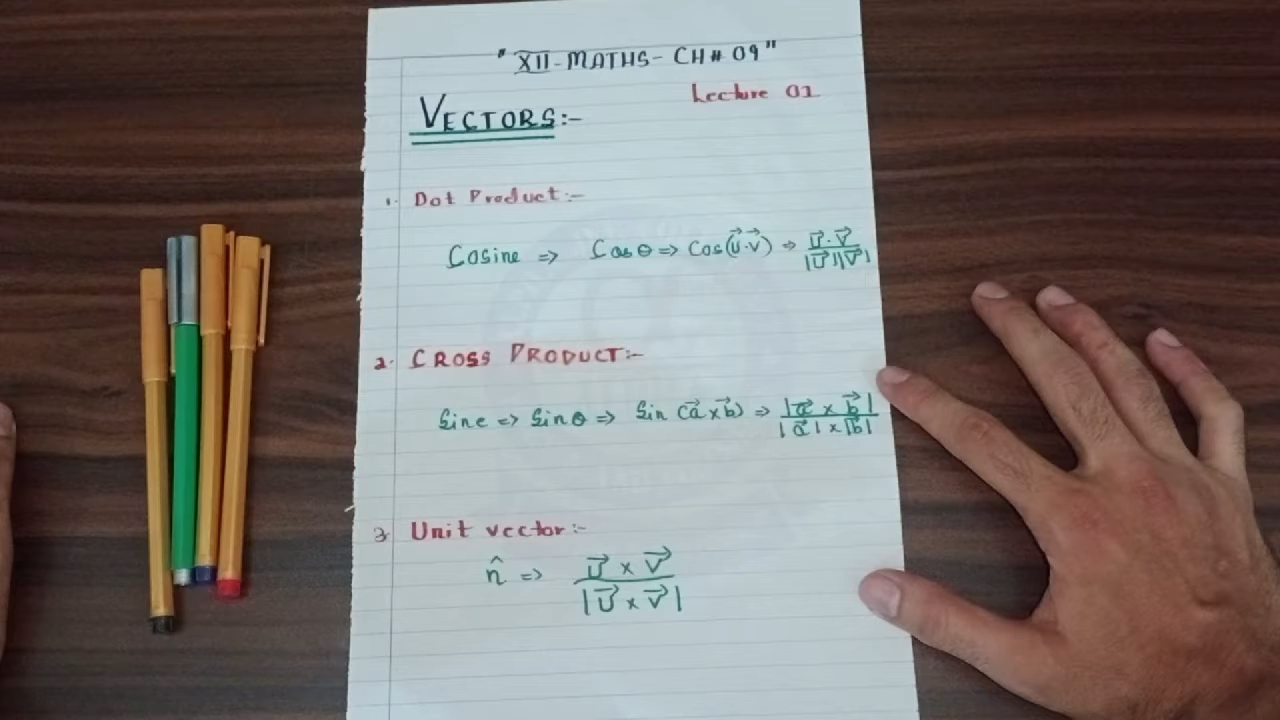 "XII-MATHS-CH# 09"
Lecture 01
VECTORS:-
1. Dot Product:-
Cosine ⇒ Cosθ ⇒ Cos(u⃗·v⃗) ⇒ U⃗·V⃗ / |U⃗||V⃗|
2. CROSS PRODUCT:-
Sine ⇒ Sinθ ⇒ Sin (a⃗×b⃗) ⇒ |a⃗ × b⃗| / |a⃗| × |b⃗|
3. Unit vector:-
n̂ ⇒ U⃗ × V⃗ / |U⃗ × V⃗|